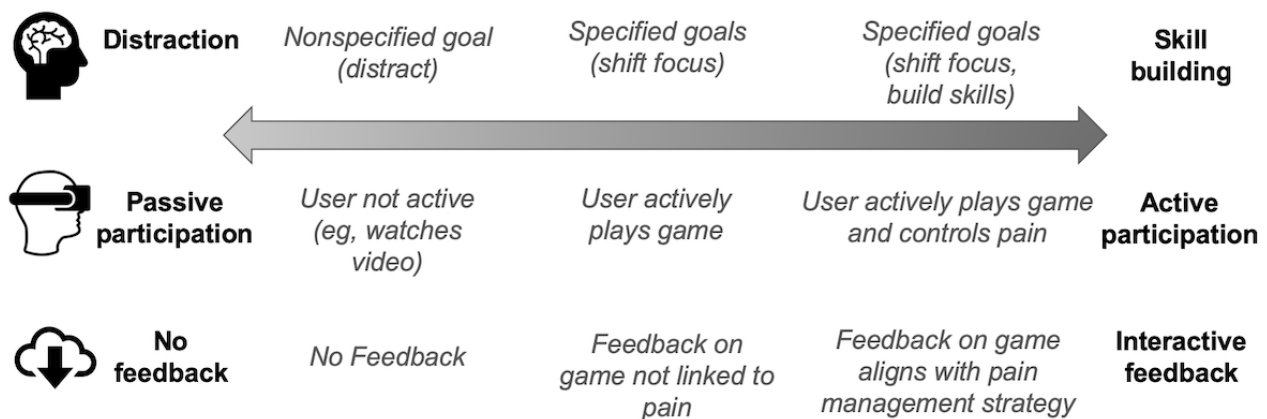 Distraction
Nonspecified goal
(distract)
Specified goals
(shift focus)
Specified goals
(shift focus,
build skills)
Skill
building
Passive
participation
User not active
(eg, watches
video)
User actively
plays game
User actively plays game
and controls pain
Active
participation
No
feedback
No Feedback
Feedback on
game not linked to
pain
Feedback on game
aligns with pain
management strategy
Interactive
feedback